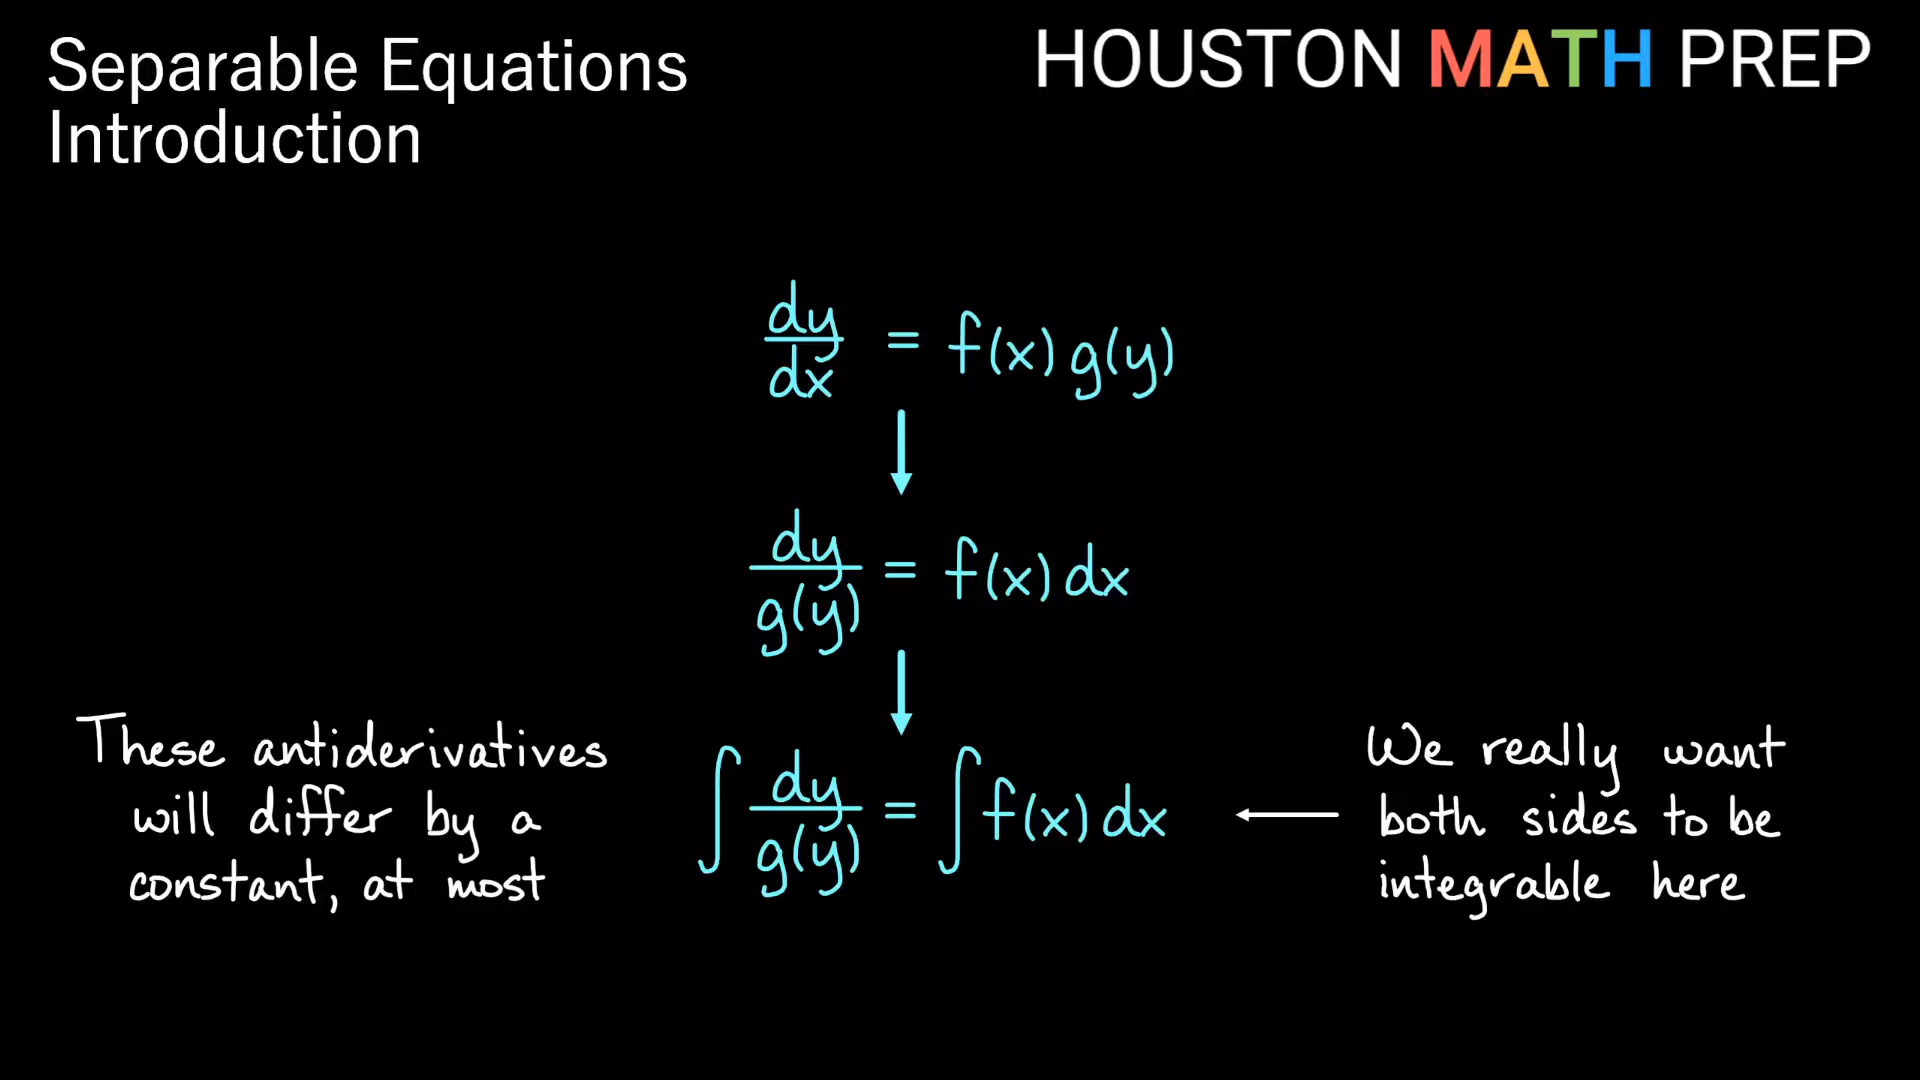 Separable Equations
Introduction
HOUSTON MATH PREP
dy/dx = f(x) g(y)
dy/g(y) = f(x) dx
∫ dy/g(y) = ∫ f(x) dx
These antiderivatives
will differ by a
constant, at most
We really want
both sides to be
integrable here